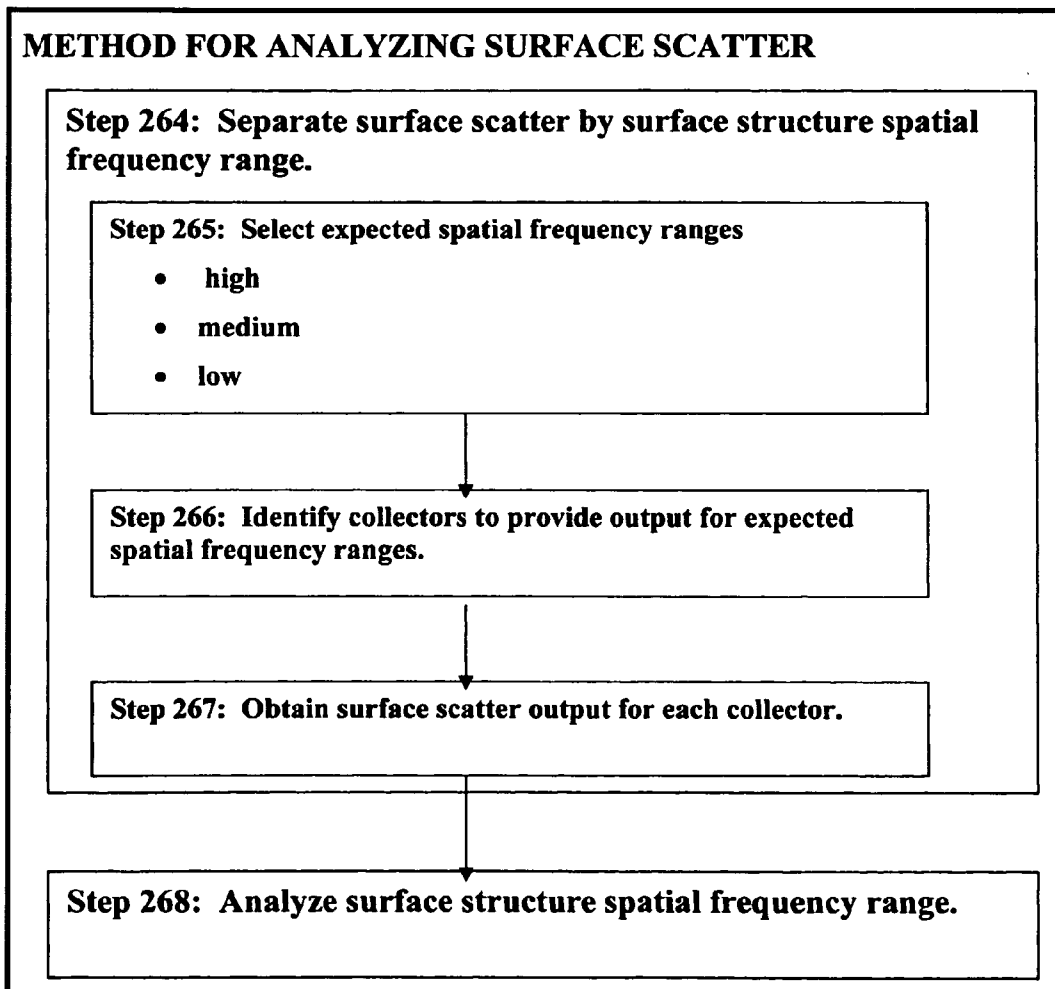 METHOD FOR ANALYZING SURFACE SCATTER
Step 264: Separate surface scatter by surface structure spatial
frequency range.
Step 265: Select expected spatial frequency ranges
• high
• medium
• low
Step 266: Identify collectors to provide output for expected
spatial frequency ranges.
Step 267: Obtain surface scatter output for each collector.
Step 268: Analyze surface structure spatial frequency range.